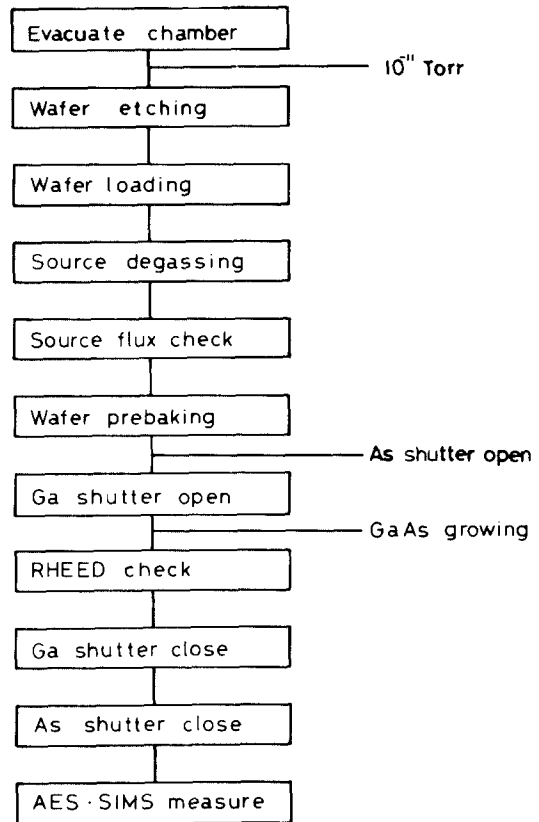 Evacuate chamber
10⁻¹¹ Torr
Wafer etching
Wafer loading
Source degassing
Source flux check
Wafer prebaking
As shutter open
Ga shutter open
GaAs growing
RHEED check
Ga shutter close
As shutter close
AES · SIMS measure